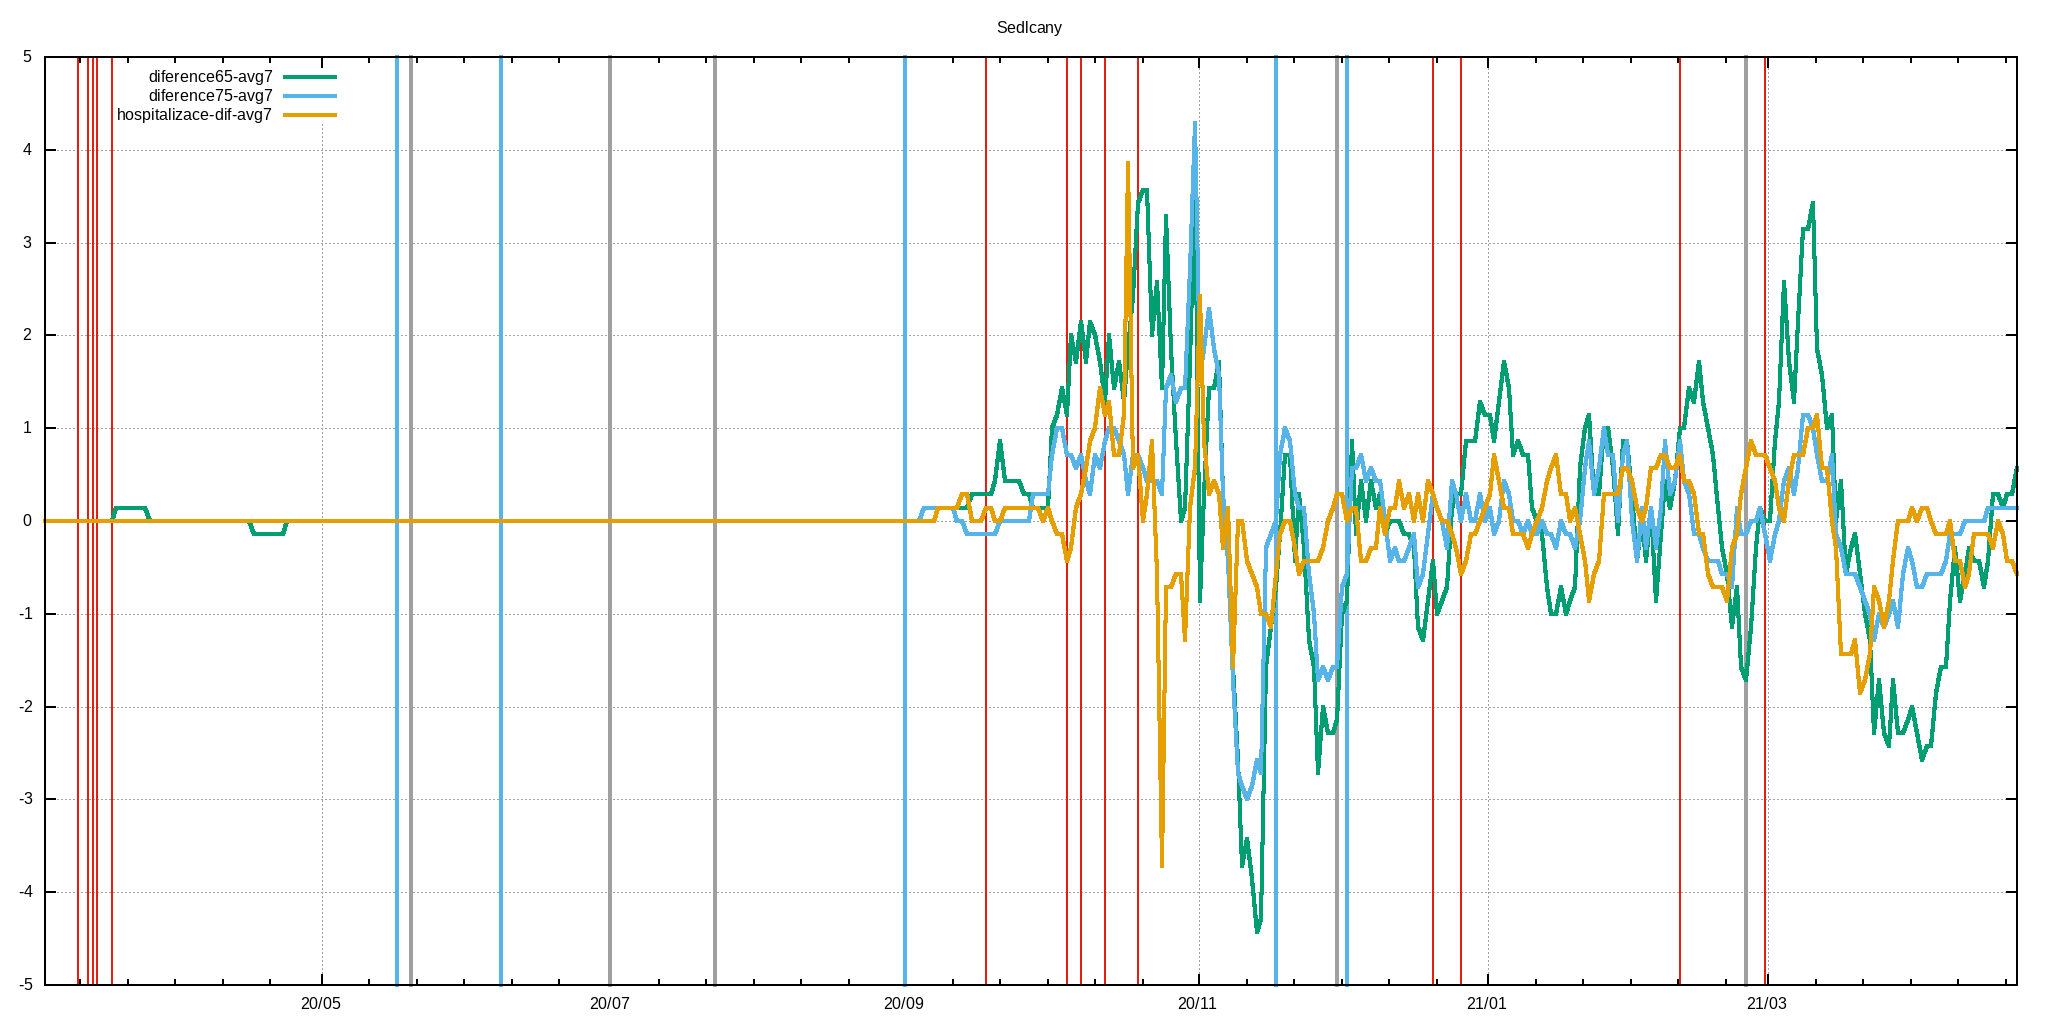 Sedlcany
diference65-avg7
diference75-avg7
hospitalizace-dif-avg7
5
4
3
2
1
0
-1
-2
-3
-4
-5
20/05 20/07 20/09 20/11 21/01 21/03